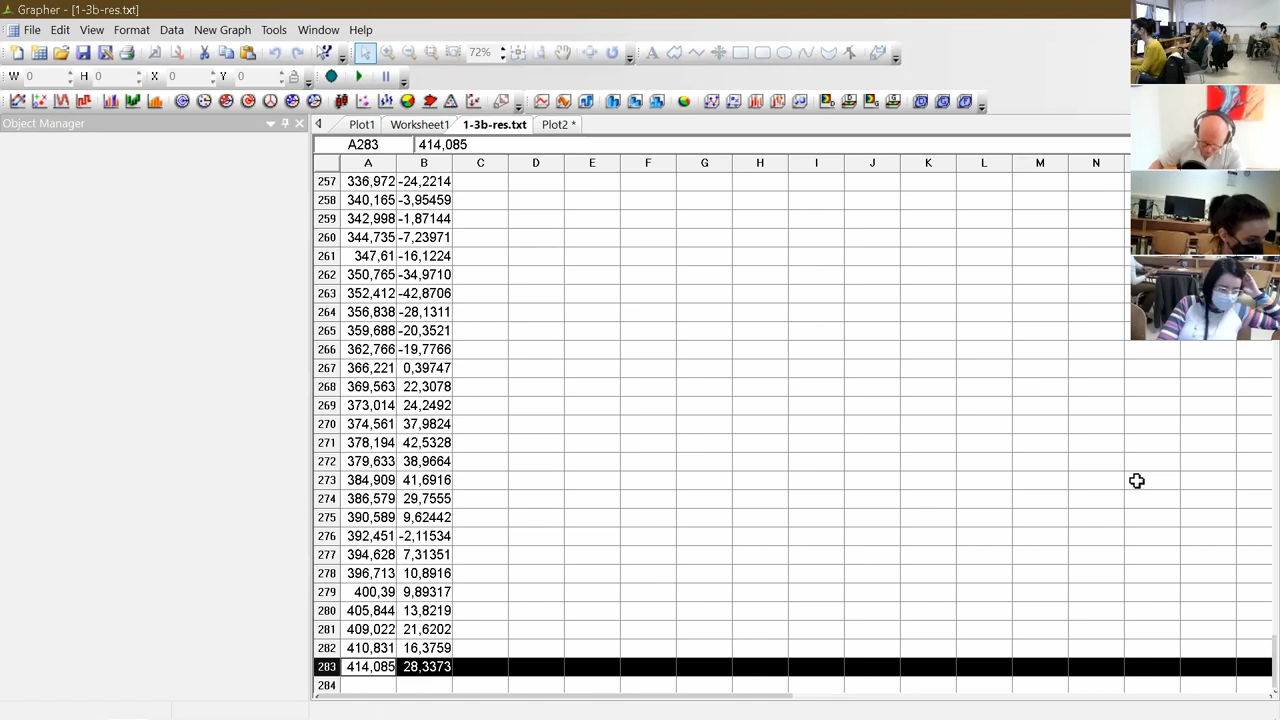 Grapher - [1-3b-res.txt]
File Edit View Format Data New Graph Tools Window Help
72%
W 0 H 0 X 0 Y 0
Object Manager
Plot1 Worksheet1 1-3b-res.txt Plot2 *
A283 414,085
A B C D E F G H I J K L M N
257 336,972 -24,2214
258 340,165 -3,95459
259 342,998 -1,87144
260 344,735 -7,23971
261 347,61 -16,1224
262 350,765 -34,9710
263 352,412 -42,8706
264 356,838 -28,1311
265 359,688 -20,3521
266 362,766 -19,7766
267 366,221 0,39747
268 369,563 22,3078
269 373,014 24,2492
270 374,561 37,9824
271 378,194 42,5328
272 379,633 38,9664
273 384,909 41,6916
274 386,579 29,7555
275 390,589 9,62442
276 392,451 -2,11534
277 394,628 7,31351
278 396,713 10,8916
279 400,39 9,89317
280 405,844 13,8219
281 409,022 21,6202
282 410,831 16,3759
283 414,085 28,3373
284